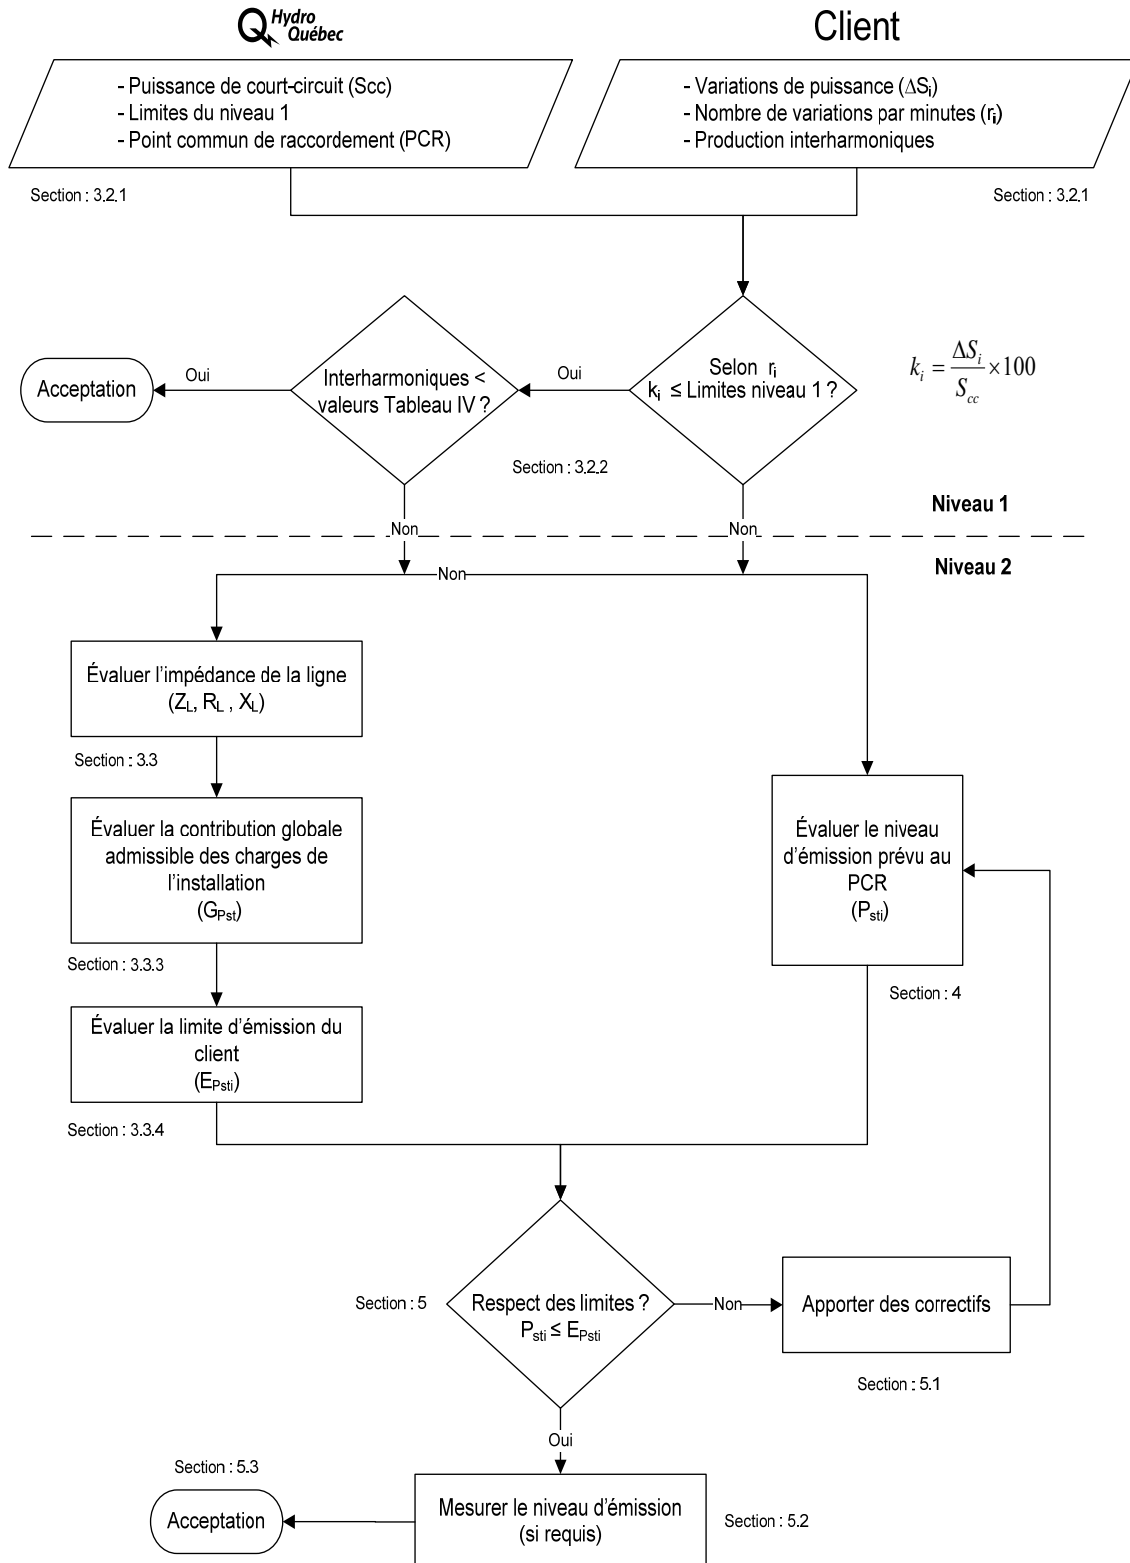 Hydro
Québec
Client
- Puissance de court-circuit (Scc)
- Limites du niveau 1
- Point commun de raccordement (PCR)
- Variations de puissance (ΔSi)
- Nombre de variations par minutes (ri)
- Production interharmoniques
Section : 3.2.1
Section : 3.2.1
Acceptation
Oui
Interharmoniques <
valeurs Tableau IV ?
Oui
Selon ri
ki ≤ Limites niveau 1 ?
ki = ΔSi / Scc × 100
Section : 3.2.2
Niveau 1
Non
Non
Niveau 2
Non
Évaluer l'impédance de la ligne
(ZL, RL , XL)
Section : 3.3
Évaluer la contribution globale
admissible des charges de
l'installation
(GPst)
Section : 3.3.3
Évaluer le niveau
d'émission prévu au
PCR
(Psti)
Section : 4
Évaluer la limite d'émission du
client
(EPsti)
Section : 3.3.4
Section : 5
Respect des limites ?
Psti ≤ EPsti
Non
Apporter des correctifs
Section : 5.1
Oui
Section : 5.3
Acceptation
Mesurer le niveau d'émission
(si requis)
Section : 5.2